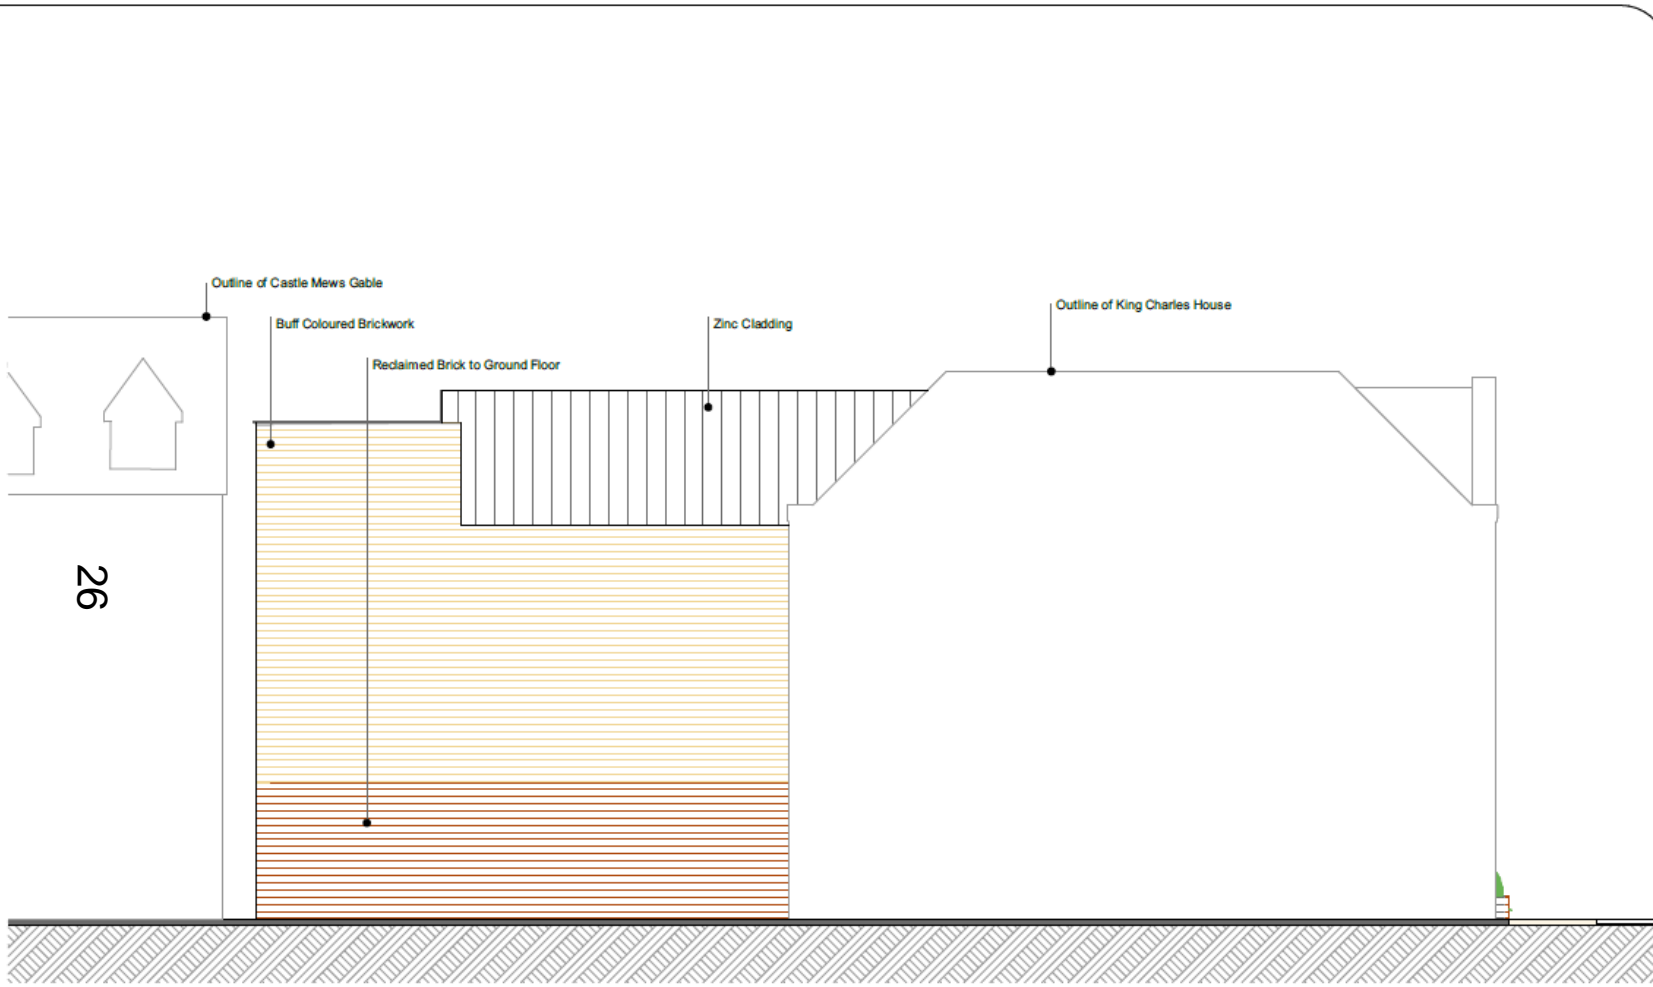 Outline of Castle Mews Gable
Outline of King Charles House
Buff Coloured Brickwork
Zinc Cladding
Reclaimed Brick to Ground Floor
26